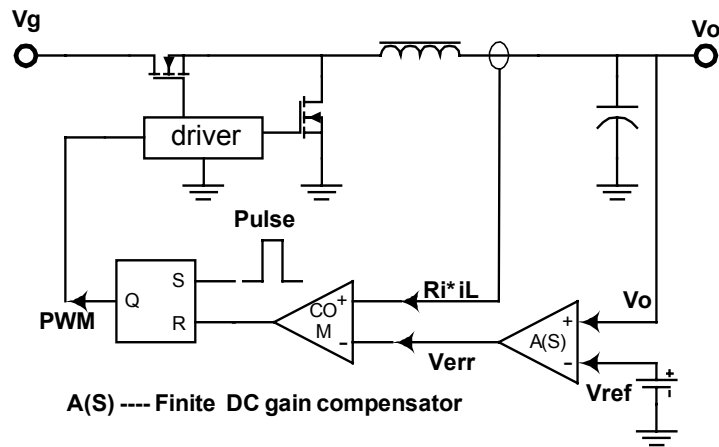 Vg
Vo
driver
Pulse
S
Q
R
PWM
CO
M
+
-
Ri*iL
Verr
A(S)
+
-
Vo
Vref
+
-
A(S) ---- Finite DC gain compensator